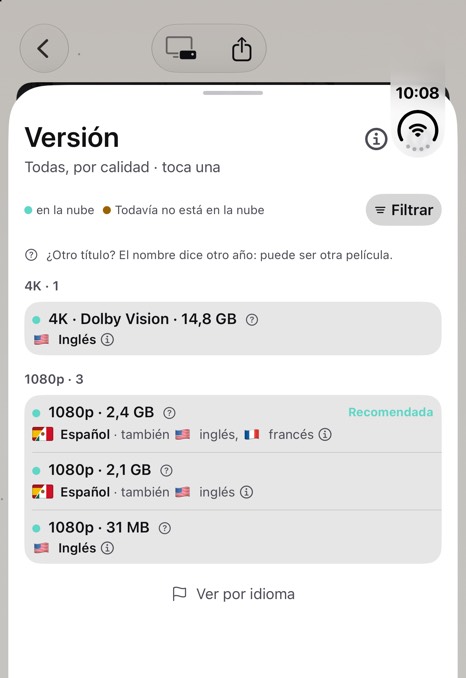 10:08
Versión
Todas, por calidad · toca una
en la nube Todavía no está en la nube
Filtrar
¿Otro título? El nombre dice otro año: puede ser otra película.
4K · 1
4K · Dolby Vision · 14,8 GB
Inglés
1080p · 3
1080p · 2,4 GB Recomendada
Español · también inglés, francés
1080p · 2,1 GB
Español · también inglés
1080p · 31 MB
Inglés
Ver por idioma